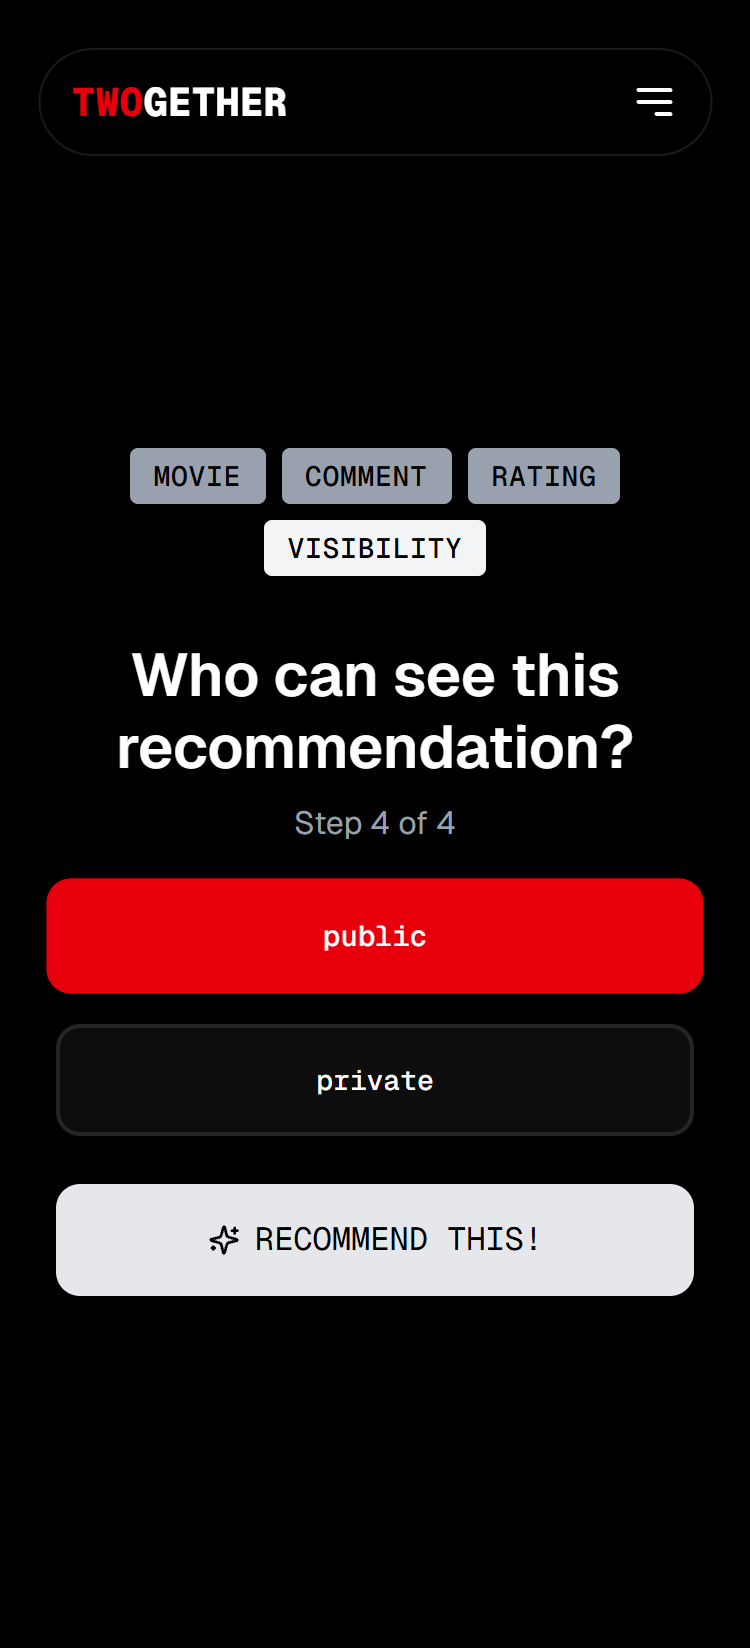 TWOGETHER
MOVIE COMMENT RATING
VISIBILITY
Who can see this
recommendation?
Step 4 of 4
public
private
RECOMMEND THIS!